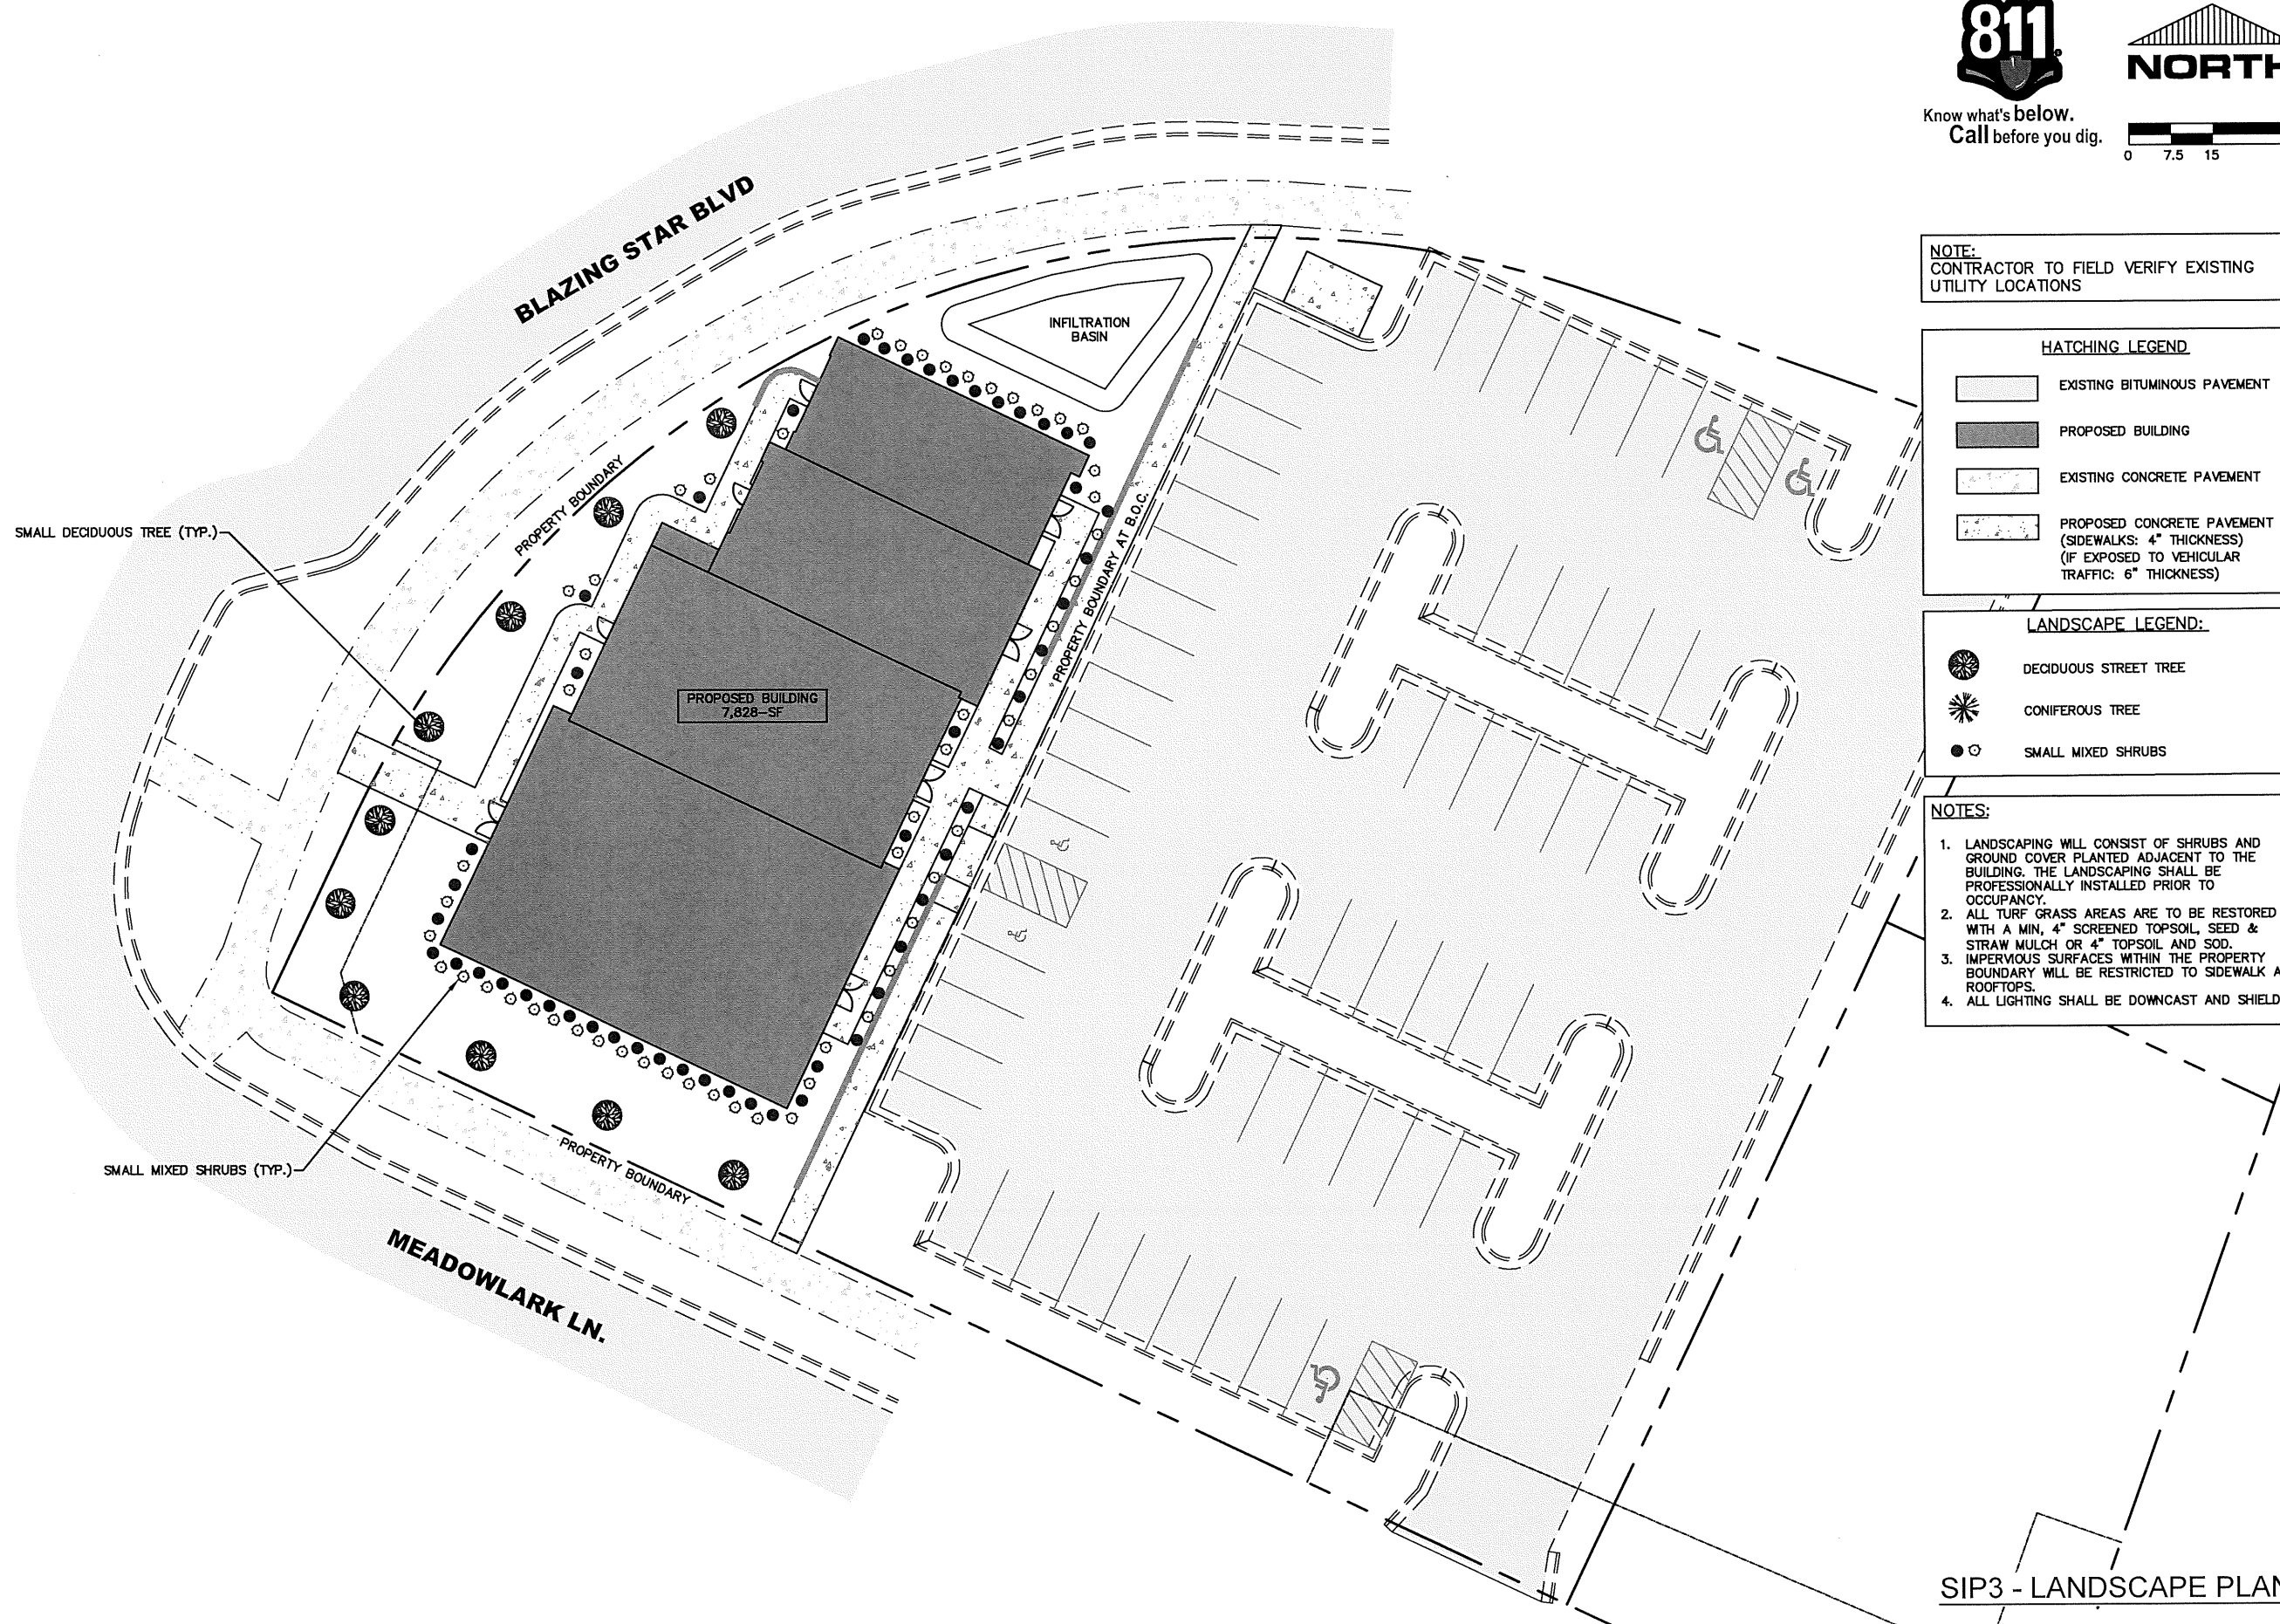 811
Know what's below.
Call before you dig.
NORTH
0 7.5 15
NOTE:
CONTRACTOR TO FIELD VERIFY EXISTING
UTILITY LOCATIONS
HATCHING LEGEND
EXISTING BITUMINOUS PAVEMENT
PROPOSED BUILDING
EXISTING CONCRETE PAVEMENT
PROPOSED CONCRETE PAVEMENT
(SIDEWALKS: 4" THICKNESS)
(IF EXPOSED TO VEHICULAR
TRAFFIC: 6" THICKNESS)
LANDSCAPE LEGEND:
DECIDUOUS STREET TREE
CONIFEROUS TREE
SMALL MIXED SHRUBS
NOTES:
1. LANDSCAPING WILL CONSIST OF SHRUBS AND
GROUND COVER PLANTED ADJACENT TO THE
BUILDING. THE LANDSCAPING SHALL BE
PROFESSIONALLY INSTALLED PRIOR TO
OCCUPANCY.
2. ALL TURF GRASS AREAS ARE TO BE RESTORED
WITH A MIN, 4" SCREENED TOPSOIL, SEED &
STRAW MULCH OR 4" TOPSOIL AND SOD.
3. IMPERVIOUS SURFACES WITHIN THE PROPERTY
BOUNDARY WILL BE RESTRICTED TO SIDEWALK A
ROOFTOPS.
4. ALL LIGHTING SHALL BE DOWNCAST AND SHIELD
BLAZING STAR BLVD
INFILTRATION
BASIN
PROPERTY BOUNDARY
SMALL DECIDUOUS TREE (TYP.)
PROPERTY BOUNDARY AT B.O.C.
PROPOSED BUILDING
7,828-SF
SMALL MIXED SHRUBS (TYP.)
PROPERTY BOUNDARY
MEADOWLARK LN.
SIP3 - LANDSCAPE PLAN